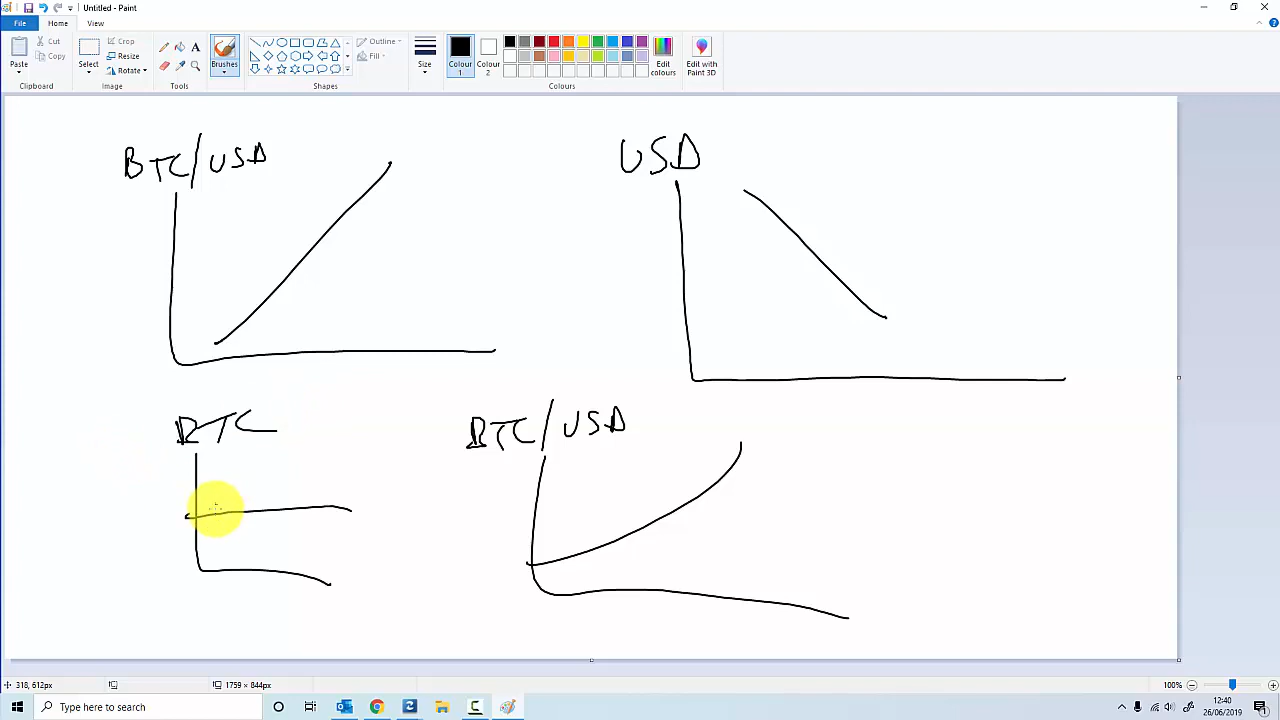 Untitled - Paint
File Home View
Paste Cut Copy Select Crop Resize Rotate Brushes Outline Fill Size Colour 1 Colour 2 Edit colours Edit with Paint 3D
Clipboard Image Tools Shapes Colours
BTC/USD
USD
BTC
BTC/USD
318, 612px 1759 × 844px 100%
Type here to search
12:40
26/06/2019